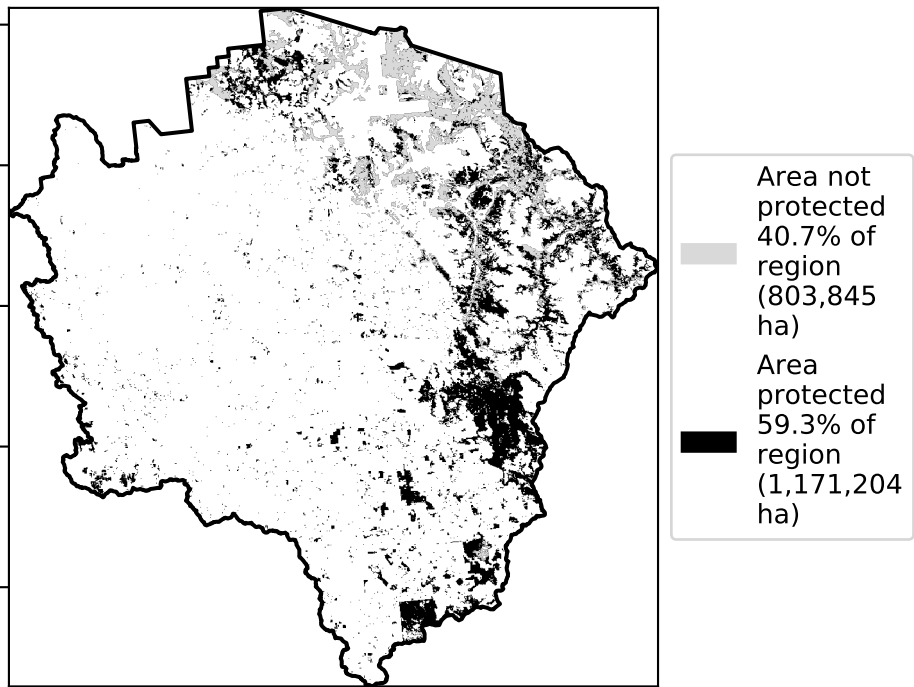 Area not
protected
40.7% of
region
(803,845
ha)
Area
protected
59.3% of
region
(1,171,204
ha)